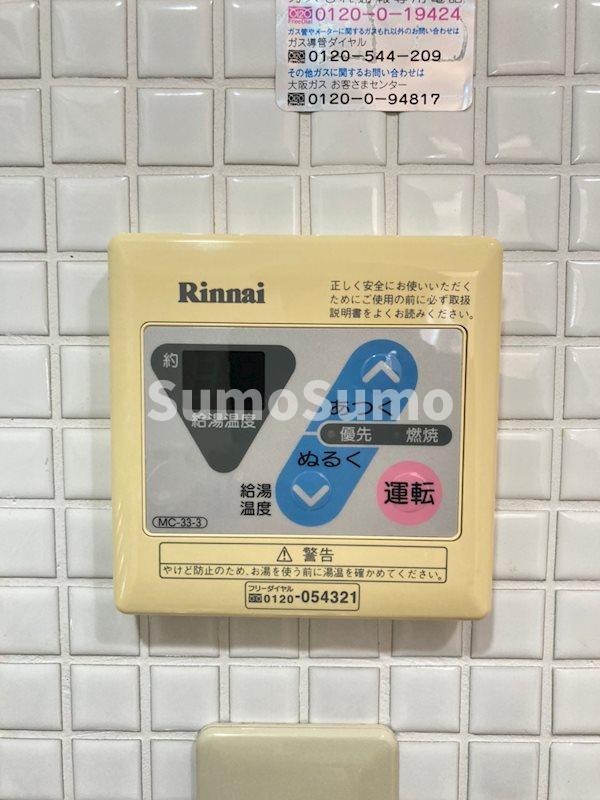 0120-0-19424
ガス管やメーターに関するガスもれ以外のお問い合わせは
ガス導管ダイヤル
0120-544-209
その他ガスに関するお問い合わせは
大阪ガス お客さまセンター
0120-0-94817
Rinnai
正しく安全にお使いいただく
ためにご使用の前に必ず取扱
説明書をよくお読みください。
約
給湯温度
SumoSumo
あつく
優先 燃焼
ぬるく
給湯
温度
運転
MC-33-3
⚠ 警告
やけど防止のため、お湯を使う前に湯温を確かめてください。
フリーダイヤル
0120-054321